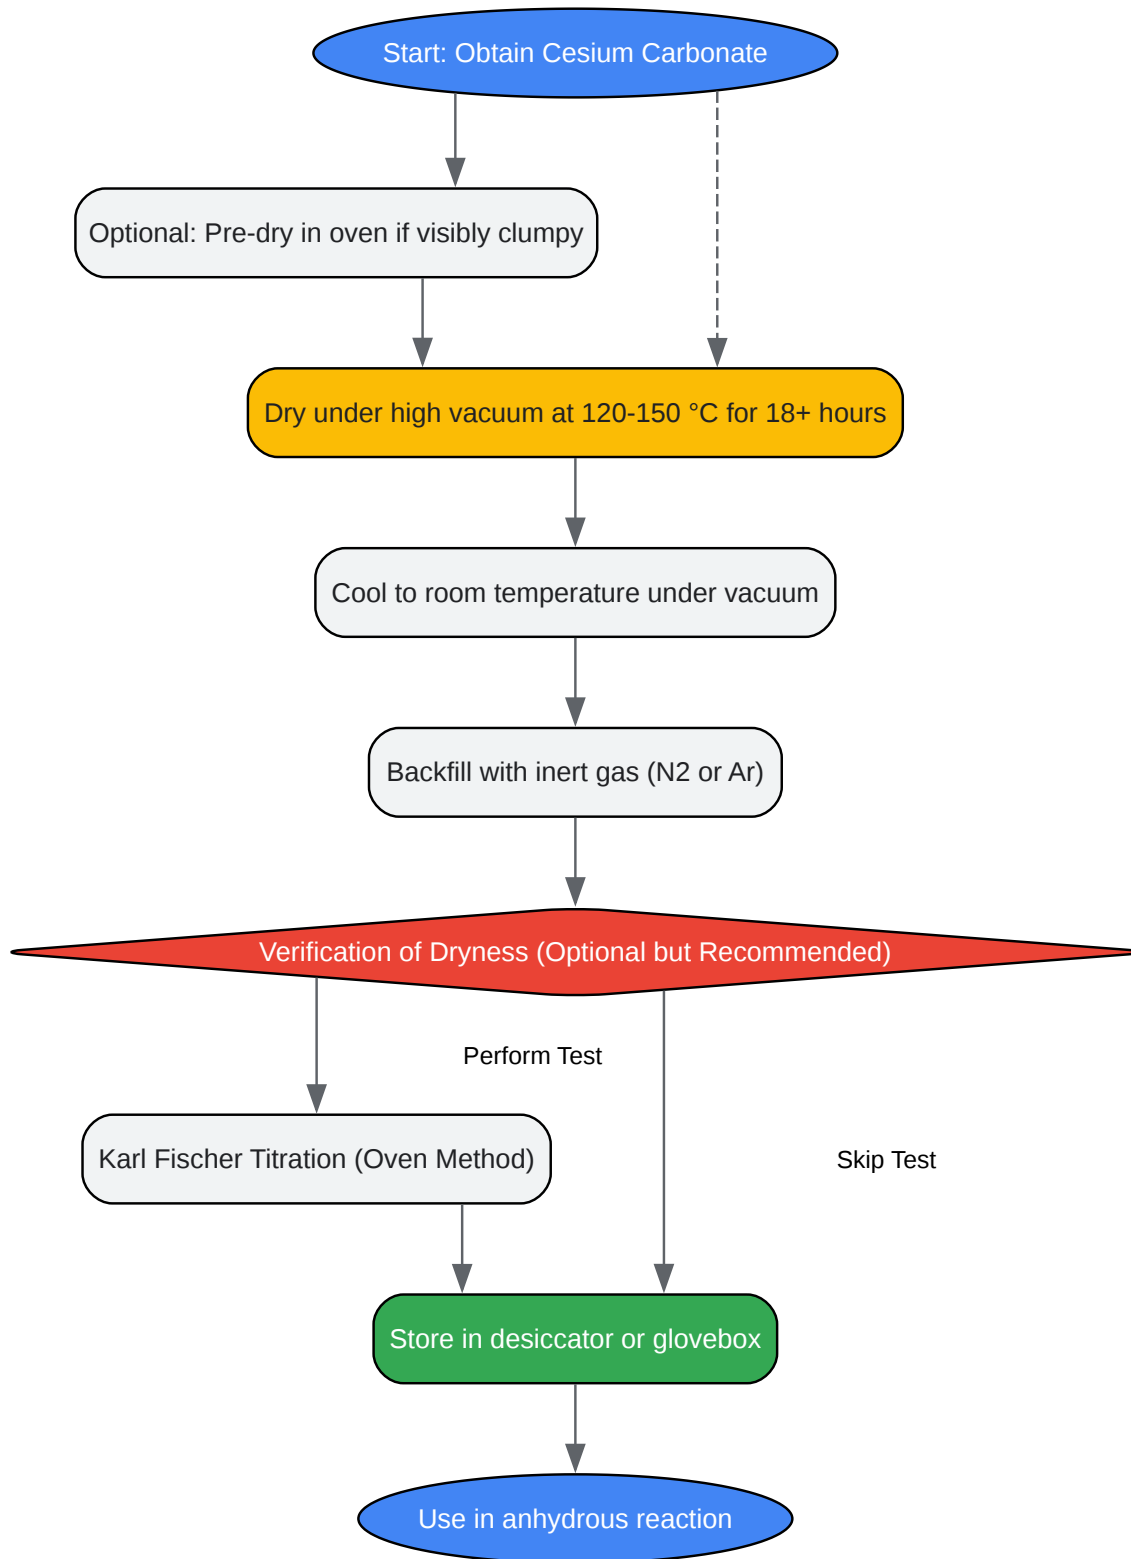 Start: Obtain Cesium Carbonate
Optional: Pre-dry in oven if visibly clumpy
Dry under high vacuum at 120-150 °C for 18+ hours
Cool to room temperature under vacuum
Backfill with inert gas (N2 or Ar)
Verification of Dryness (Optional but Recommended)
Perform Test
Karl Fischer Titration (Oven Method)
Skip Test
Store in desiccator or glovebox
Use in anhydrous reaction